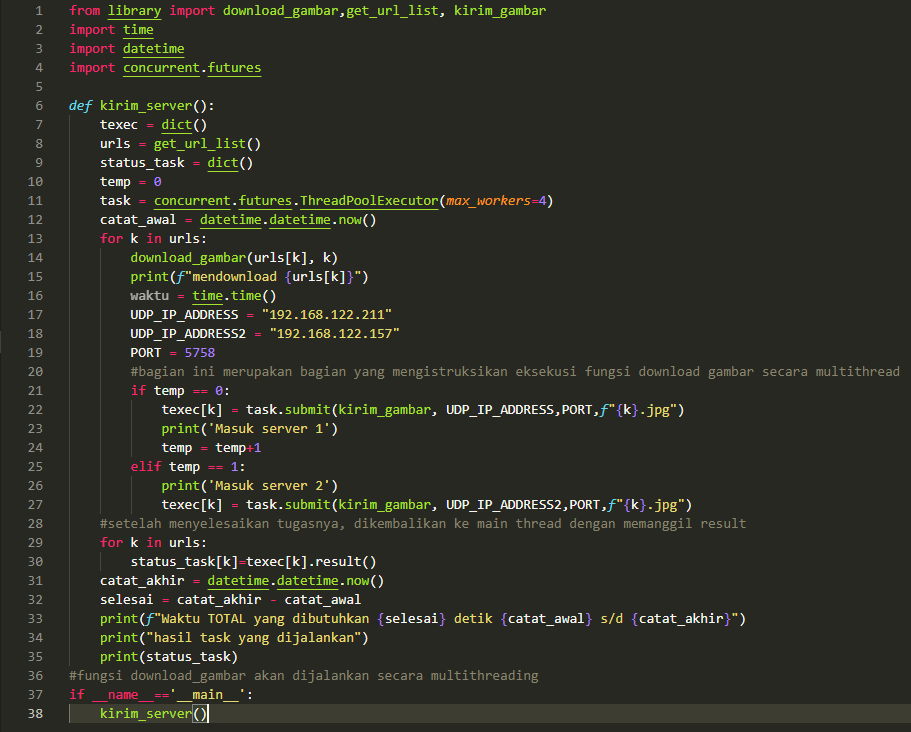 1 from library import download_gambar,get_url_list, kirim_gambar
2 import time
3 import datetime
4 import concurrent.futures
5
6 def kirim_server():
7     texec = dict()
8     urls = get_url_list()
9     status_task = dict()
10     temp = 0
11     task = concurrent.futures.ThreadPoolExecutor(max_workers=4)
12     catat_awal = datetime.datetime.now()
13     for k in urls:
14         download_gambar(urls[k], k)
15         print(f"mendownload {urls[k]}")
16         waktu = time.time()
17         UDP_IP_ADDRESS = "192.168.122.211"
18         UDP_IP_ADDRESS2 = "192.168.122.157"
19         PORT = 5758
20         #bagian ini merupakan bagian yang mengistruksikan eksekusi fungsi download gambar secara multithread
21         if temp == 0:
22             texec[k] = task.submit(kirim_gambar, UDP_IP_ADDRESS,PORT,f"{k}.jpg")
23             print('Masuk server 1')
24             temp = temp+1
25         elif temp == 1:
26             print('Masuk server 2')
27             texec[k] = task.submit(kirim_gambar, UDP_IP_ADDRESS2,PORT,f"{k}.jpg")
28     #setelah menyelesaikan tugasnya, dikembalikan ke main thread dengan memanggil result
29     for k in urls:
30         status_task[k]=texec[k].result()
31     catat_akhir = datetime.datetime.now()
32     selesai = catat_akhir - catat_awal
33     print(f"Waktu TOTAL yang dibutuhkan {selesai} detik {catat_awal} s/d {catat_akhir}")
34     print("hasil task yang dijalankan")
35     print(status_task)
36 #fungsi download_gambar akan dijalankan secara multithreading
37 if __name__=='__main__':
38     kirim_server()